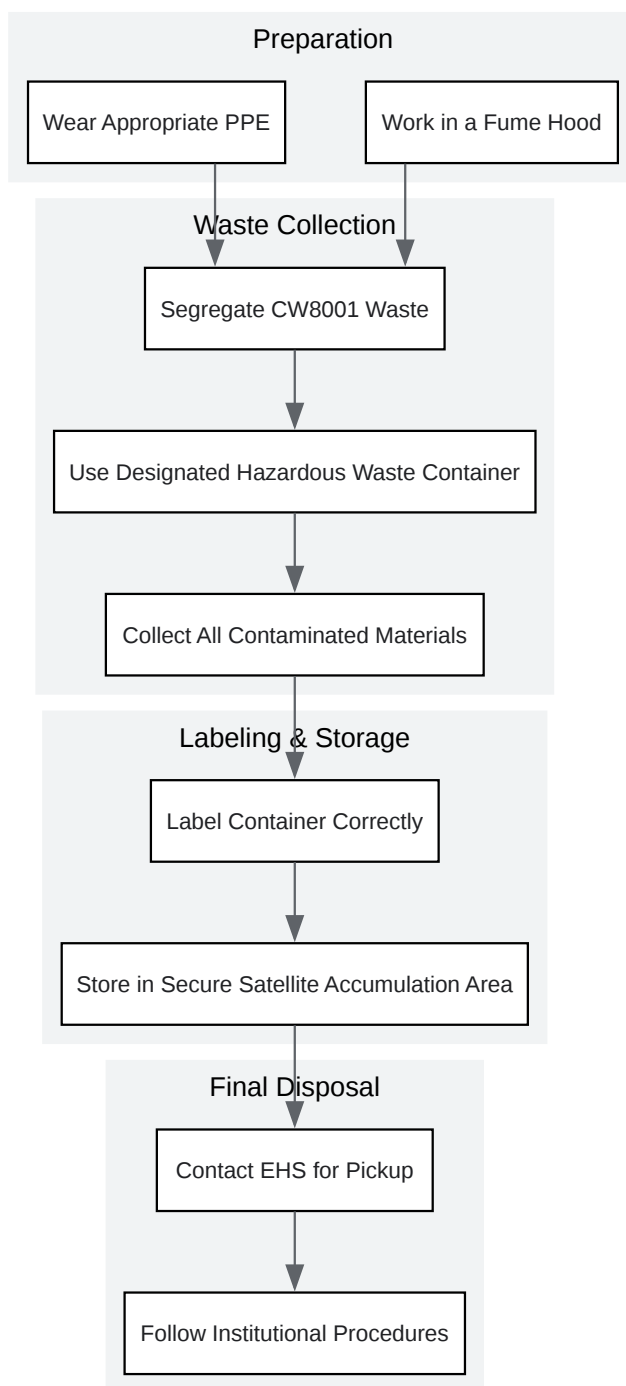 Preparation
Wear Appropriate PPE
Work in a Fume Hood
Waste Collection
Segregate CW8001 Waste
Use Designated Hazardous Waste Container
Collect All Contaminated Materials
Labeling & Storage
Label Container Correctly
Store in Secure Satellite Accumulation Area
Final Disposal
Contact EHS for Pickup
Follow Institutional Procedures